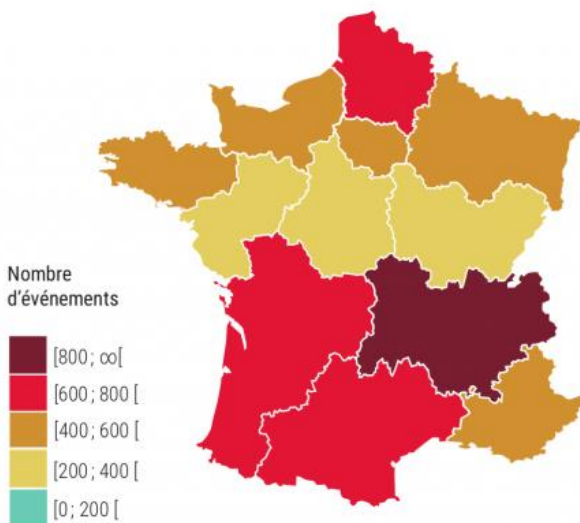 Nombre
d'événements
[800 ; ∞[
[600 ; 800 [
[400 ; 600 [
[200 ; 400 [
[0 ; 200 [